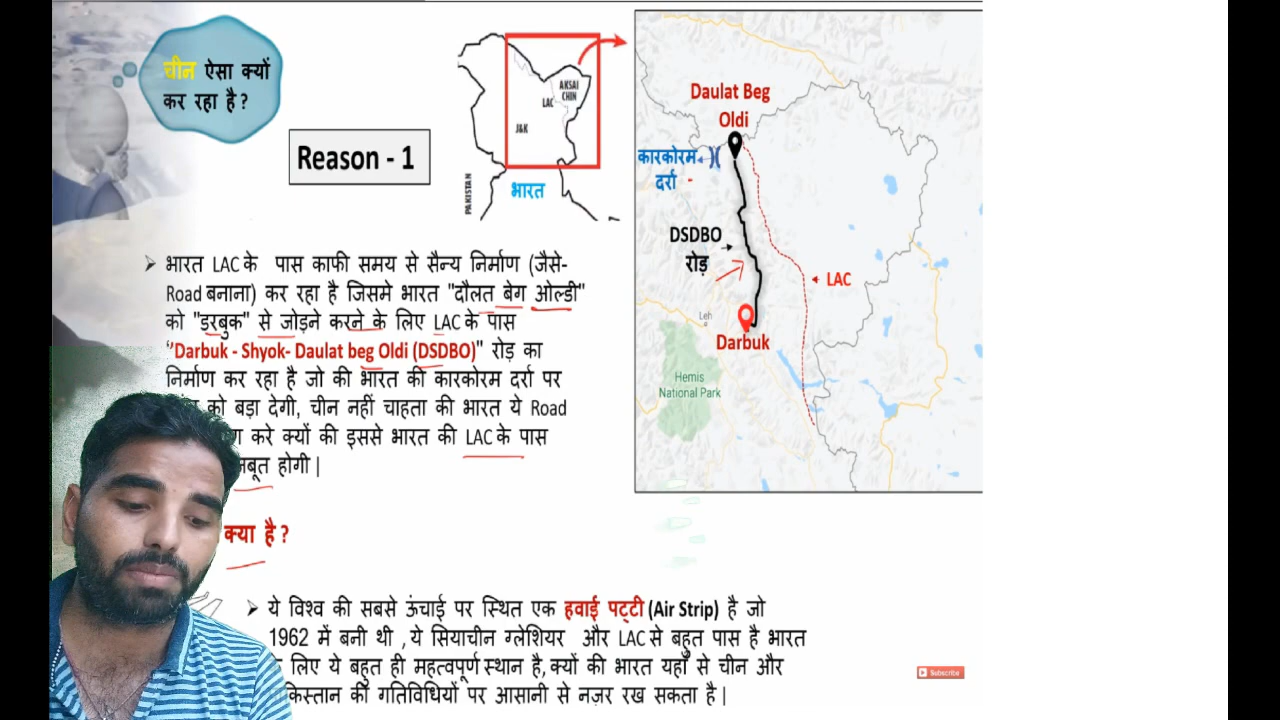 चीन ऐसा क्यों
कर रहा है ?
Reason - 1
AKSAI
CHIN
LAC
J&K
PAKISTAN
भारत
Daulat Beg
Oldi
कारकोरम
दर्रा
DSDBO
रोड़
LAC
Leh
Darbuk
Hemis
National Park
भारत LAC के पास काफी समय से सैन्य निर्माण (जैसे-
Road बनाना) कर रहा है जिसमे भारत "दौलत बेग ओल्डी"
को "डरबुक" से जोड़ने करने के लिए LAC के पास
"Darbuk - Shyok- Daulat beg Oldi (DSDBO)" रोड़ का
निर्माण कर रहा है जो की भारत की कारकोरम दर्रा पर
को बड़ा देगी, चीन नहीं चाहता की भारत ये Road
करे क्यों की इससे भारत की LAC के पास
होगी |
क्या है ?
ये विश्व की सबसे ऊंचाई पर स्थित एक हवाई पट्टी (Air Strip) है जो
1962 में बनी थी , ये सियाचीन ग्लेशियर और LAC से बहुत पास है भारत
लिए ये बहुत ही महत्वपूर्ण स्थान है, क्यों की भारत यहाँ से चीन और
की गतिविधियों पर आसानी से नज़र रख सकता है |
Subscribe